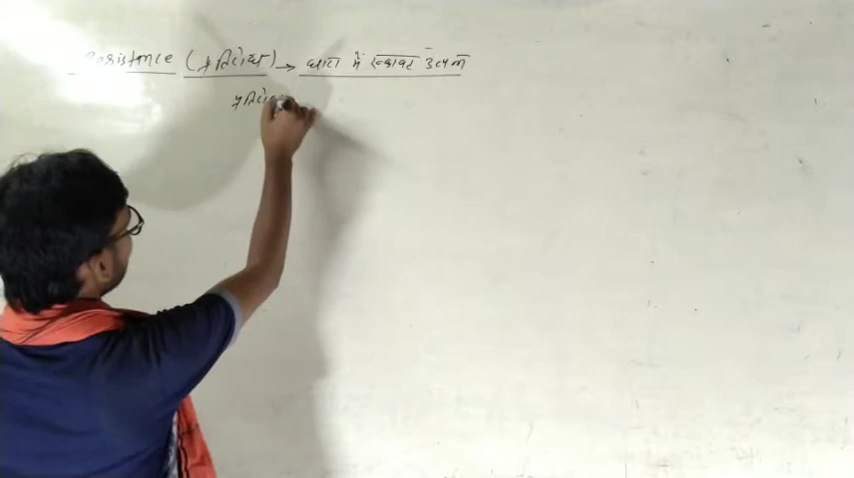 Resistance (प्रतिरोध) → धारा में रूकावट उत्पन्न